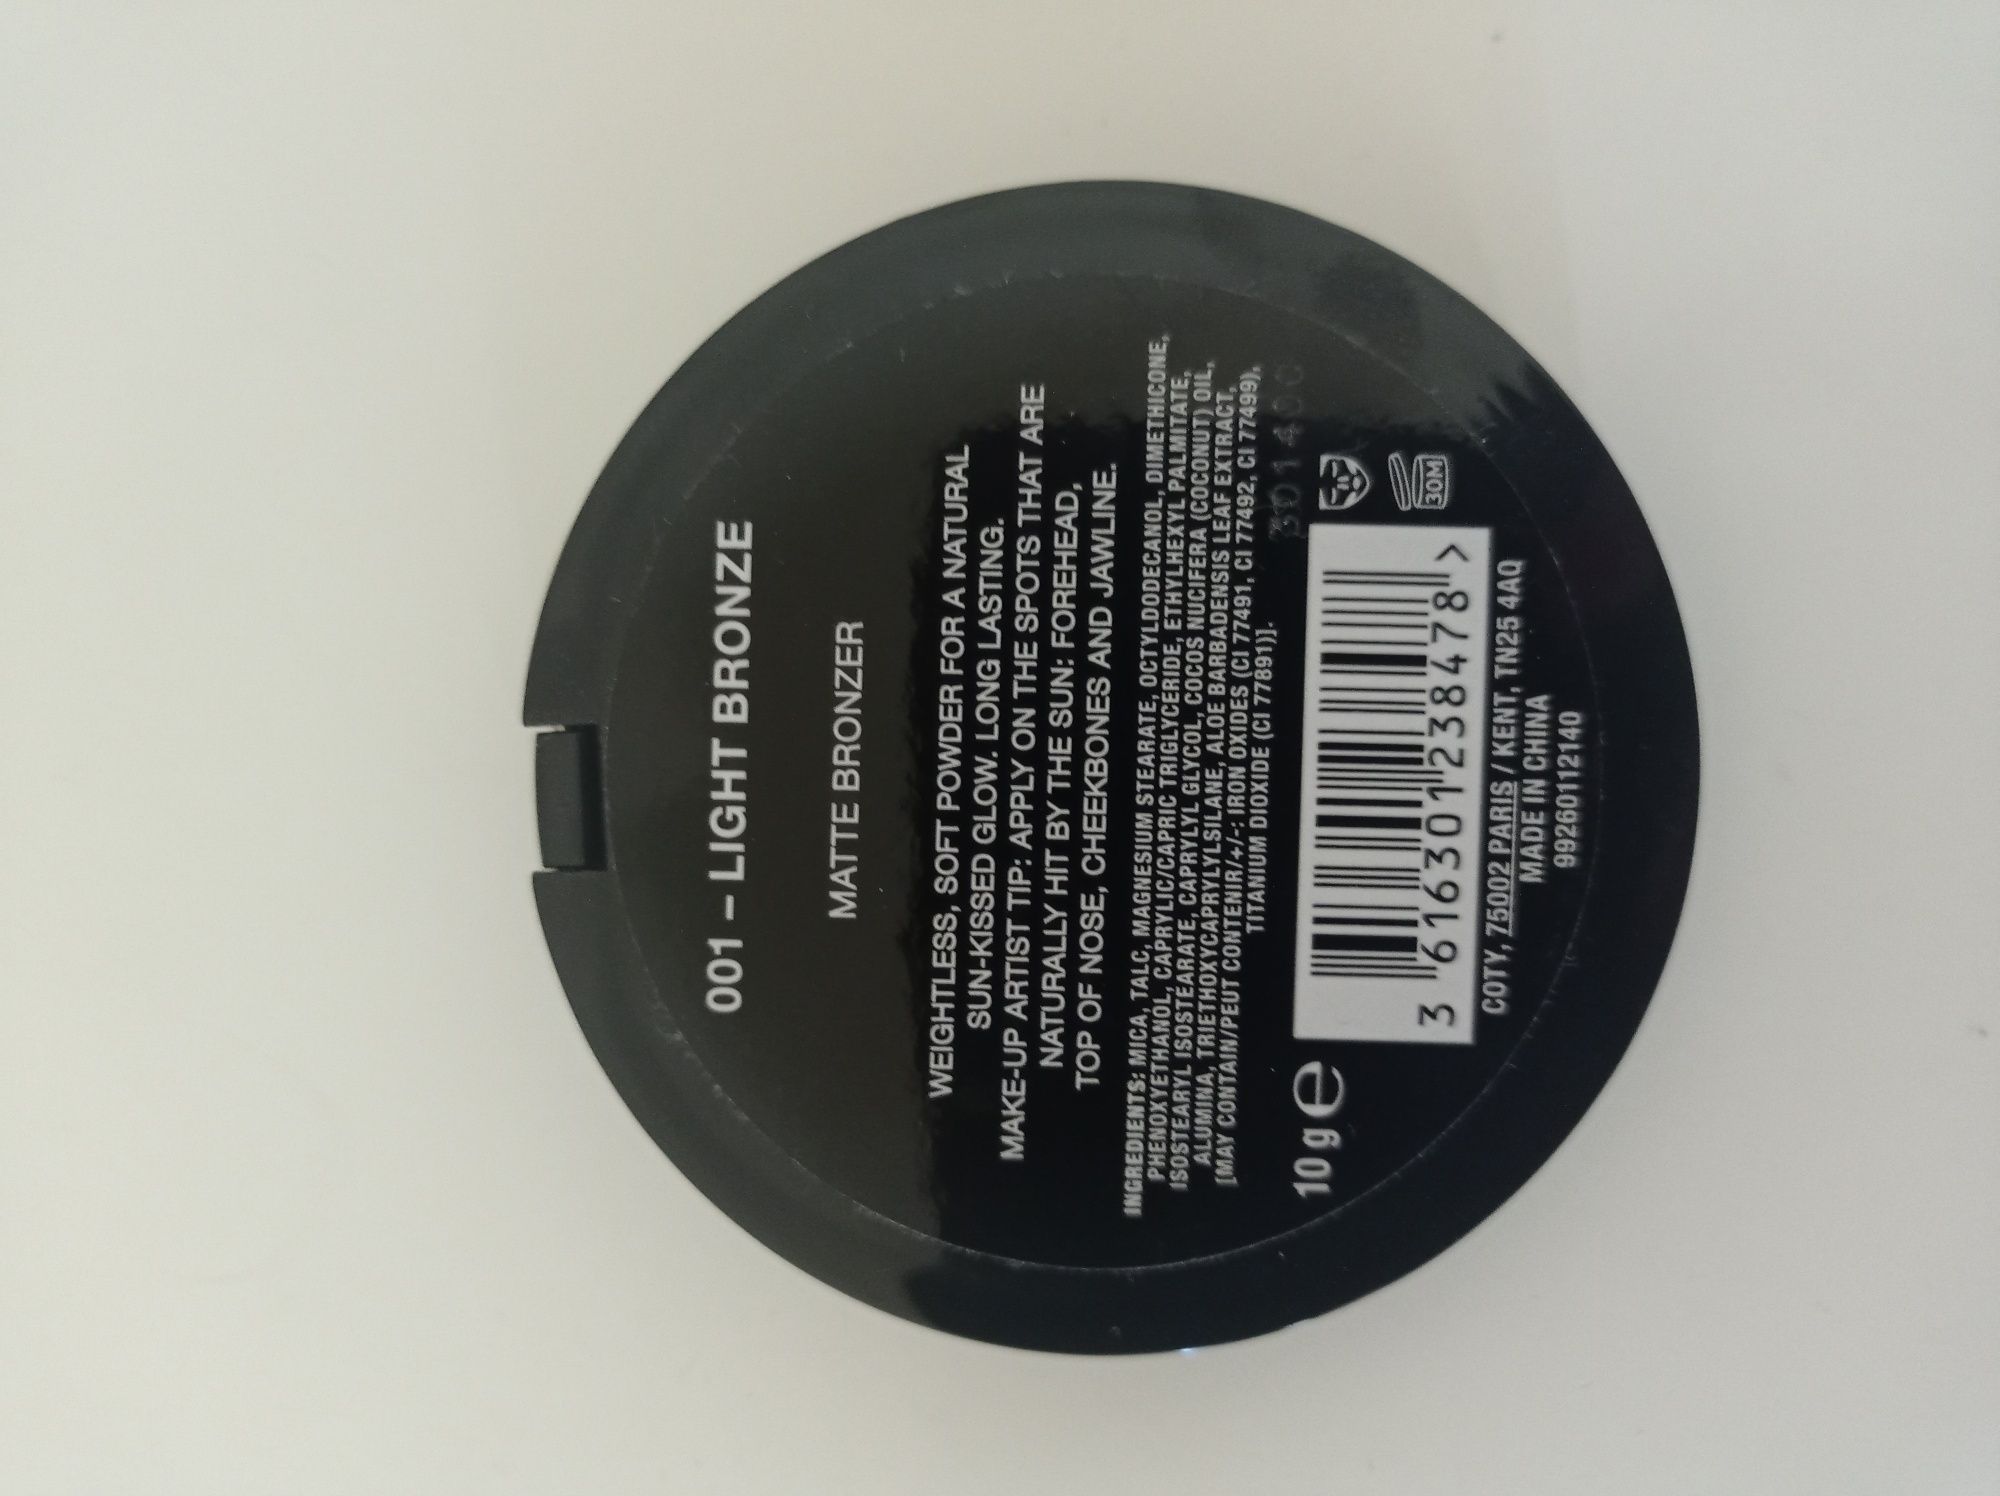 001 – LIGHT BRONZE
MATTE BRONZER
WEIGHTLESS, SOFT POWDER FOR A NATURAL
SUN-KISSED GLOW. LONG LASTING.
MAKE-UP ARTIST TIP: APPLY ON THE SPOTS THAT ARE
NATURALLY HIT BY THE SUN: FOREHEAD,
TOP OF NOSE, CHEEKBONES AND JAWLINE.
INGREDIENTS: MICA, TALC, MAGNESIUM STEARATE, OCTYLDODECANOL, DIMETHICONE,
PHENOXYETHANOL, CAPRYLIC/CAPRIC TRIGLYCERIDE, ETHYLHEXYL PALMITATE,
ISOSTEARYL ISOSTEARATE, CAPRYLYL GLYCOL, COCOS NUCIFERA (COCONUT) OIL,
ALUMINA, TRIETHOXYCAPRYLYLSILANE, ALOE BARBADENSIS LEAF EXTRACT,
[MAY CONTAIN/PEUT CONTENIR/+/-: IRON OXIDES (CI 77491, CI 77492, CI 77499),
TITANIUM DIOXIDE (CI 77891)].
10 g e
30M
3 616301 238478 >
COTY, 75002 PARIS / KENT, TN25 4AQ
MADE IN CHINA
99260112140